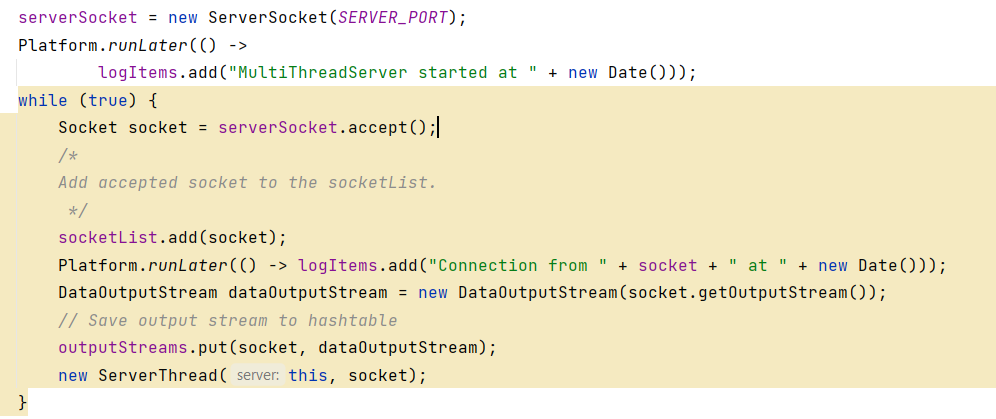 serverSocket = new ServerSocket(SERVER_PORT);
Platform.runLater(() ->
        logItems.add("MultiThreadServer started at " + new Date()));
while (true) {
    Socket socket = serverSocket.accept();
    /*
    Add accepted socket to the socketList.
     */
    socketList.add(socket);
    Platform.runLater(() -> logItems.add("Connection from " + socket + " at " + new Date()));
    DataOutputStream dataOutputStream = new DataOutputStream(socket.getOutputStream());
    // Save output stream to hashtable
    outputStreams.put(socket, dataOutputStream);
    new ServerThread( server: this, socket);
}